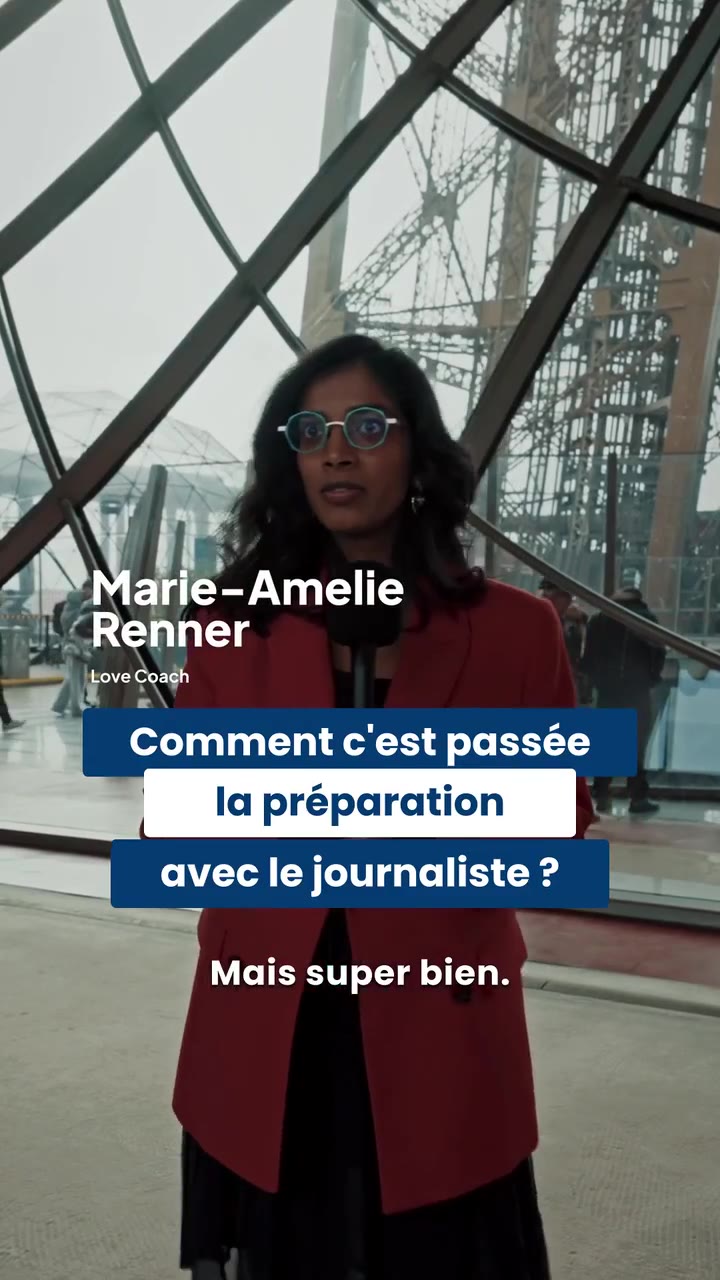 Marie-Amelie
Renner
Love Coach
Comment c'est passée
la préparation
avec le journaliste ?
Mais super bien.